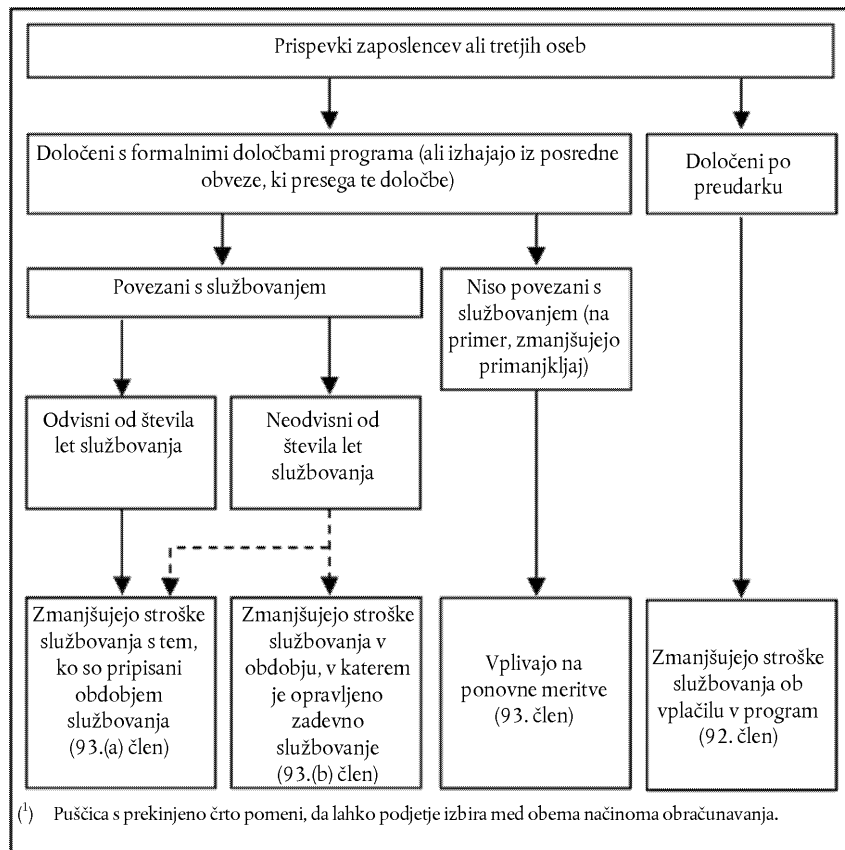 Prispevki zaposlencev ali tretjih oseb
Določeni s formalnimi določbami programa (ali izhajajo iz posredne
obveze, ki presega te določbe)
Določeni po
preudarku
Povezani s službovanjem
Niso povezani s
službovanjem (na
primer, zmanjšujejo
primanjkljaj)
Odvisni od števila
let službovanja
Neodvisni od
števila let
službovanja
Zmanjšujejo stroške
službovanja s tem,
ko so pripisani
obdobjem
službovanja
(93.(a) člen)
Zmanjšujejo stroške
službovanja v
obdobju, v katerem
je opravljeno
zadevno
službovanje
(93.(b) člen)
Vplivajo na
ponovne meritve
(93. člen)
Zmanjšujejo stroške
službovanja ob
vplačilu v program
(92. člen)
(1) Puščica s prekinjeno črto pomeni, da lahko podjetje izbira med obema načinoma obračunavanja.